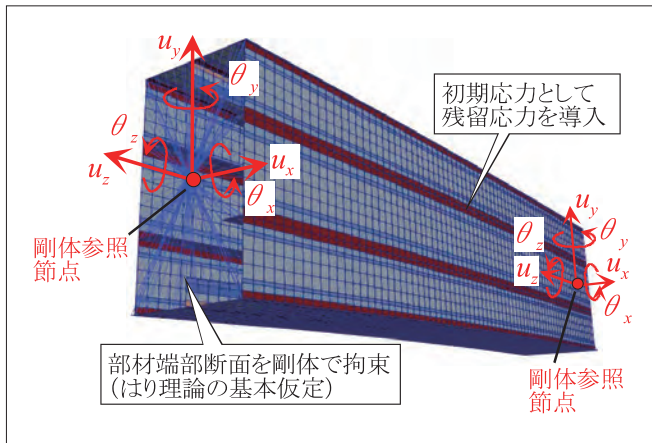 u_y
θ_y
θ_z
u_z
u_x
θ_x
剛体参照
節点
初期応力として
残留応力を導入
u_y
θ_z
θ_y
u_z
u_x
θ_x
剛体参照
節点
部材端部断面を剛体で拘束
(はり理論の基本仮定)